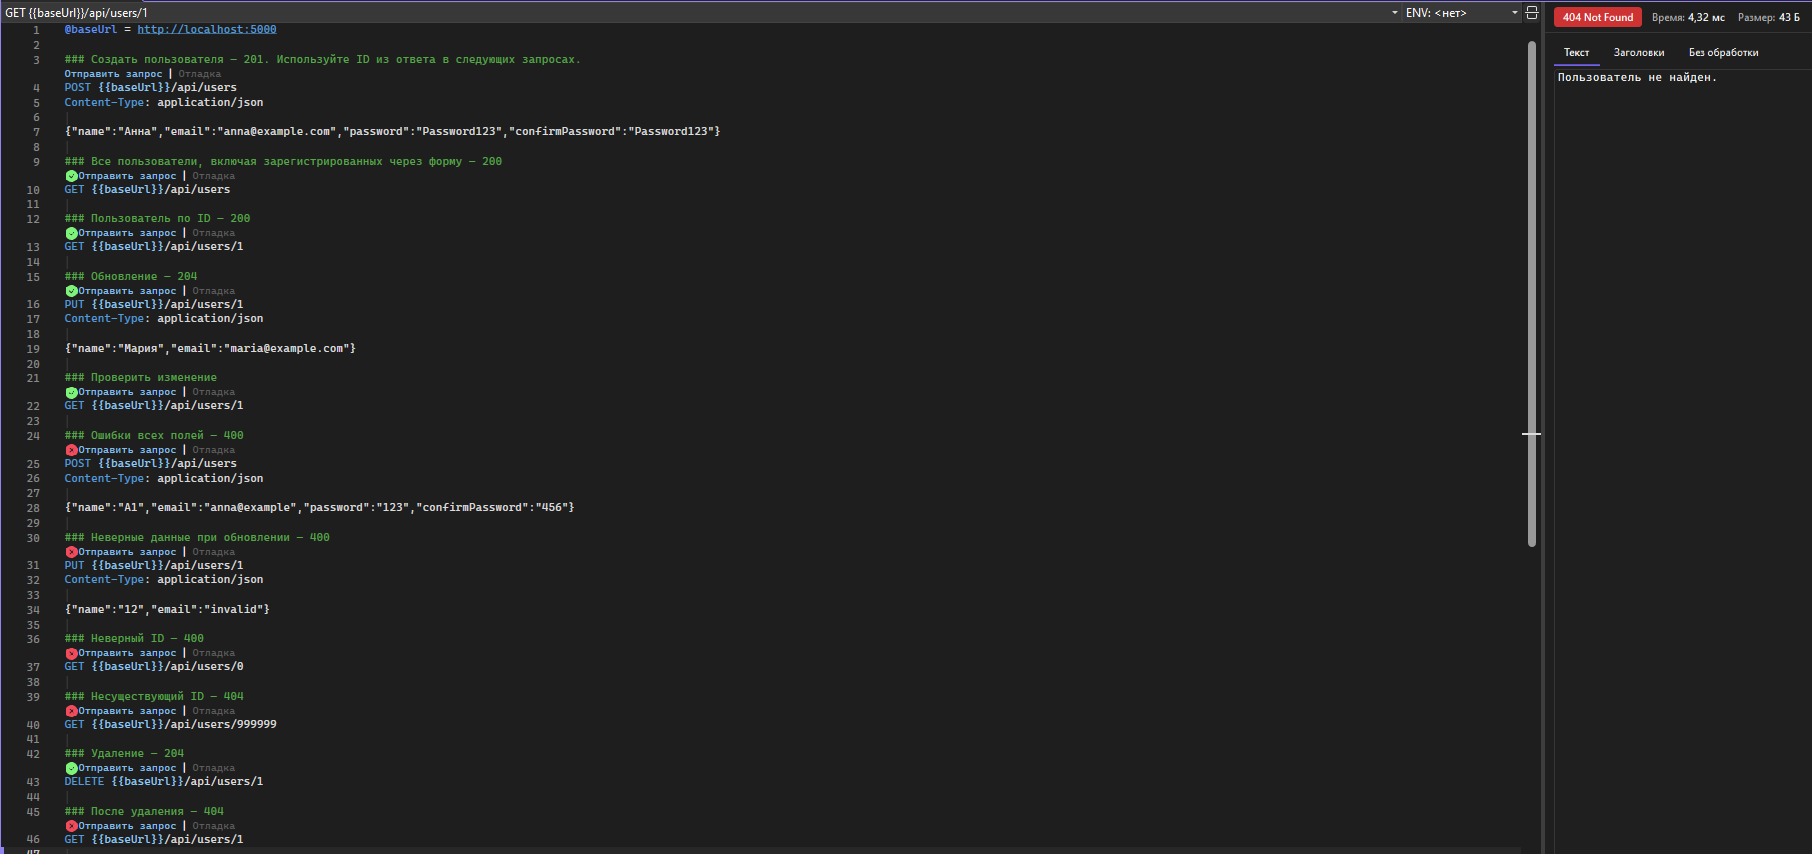 GET {{baseUrl}}/api/users/1
ENV: <нет>
1 @baseUrl = http://localhost:5000
2
3 ### Создать пользователя — 201. Используйте ID из ответа в следующих запросах.
Отправить запрос | Отладка
4 POST {{baseUrl}}/api/users
5 Content-Type: application/json
6
7 {"name":"Анна","email":"anna@example.com","password":"Password123","confirmPassword":"Password123"}
8
9 ### Все пользователи, включая зарегистрированных через форму — 200
Отправить запрос | Отладка
10 GET {{baseUrl}}/api/users
11
12 ### Пользователь по ID — 200
Отправить запрос | Отладка
13 GET {{baseUrl}}/api/users/1
14
15 ### Обновление — 204
Отправить запрос | Отладка
16 PUT {{baseUrl}}/api/users/1
17 Content-Type: application/json
18
19 {"name":"Мария","email":"maria@example.com"}
20
21 ### Проверить изменение
Отправить запрос | Отладка
22 GET {{baseUrl}}/api/users/1
23
24 ### Ошибки всех полей — 400
Отправить запрос | Отладка
25 POST {{baseUrl}}/api/users
26 Content-Type: application/json
27
28 {"name":"A1","email":"anna@example","password":"123","confirmPassword":"456"}
29
30 ### Неверные данные при обновлении — 400
Отправить запрос | Отладка
31 PUT {{baseUrl}}/api/users/1
32 Content-Type: application/json
33
34 {"name":"12","email":"invalid"}
35
36 ### Неверный ID — 400
Отправить запрос | Отладка
37 GET {{baseUrl}}/api/users/0
38
39 ### Несуществующий ID — 404
Отправить запрос | Отладка
40 GET {{baseUrl}}/api/users/999999
41
42 ### Удаление — 204
Отправить запрос | Отладка
43 DELETE {{baseUrl}}/api/users/1
44
45 ### После удаления — 404
Отправить запрос | Отладка
46 GET {{baseUrl}}/api/users/1
47
404 Not Found Время: 4,32 мс Размер: 43 Б
Текст Заголовки Без обработки
Пользователь не найден.